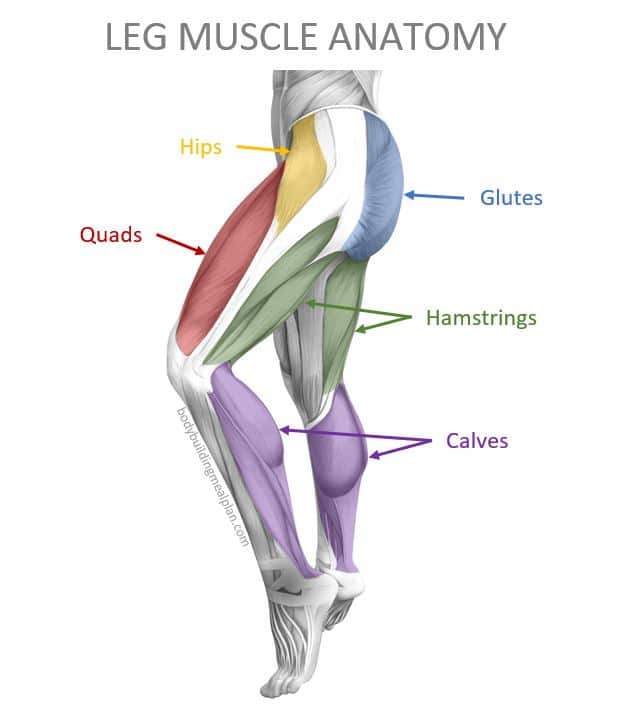 LEG MUSCLE ANATOMY
Hips
Glutes
Quads
Hamstrings
Calves
bodybuildingmealplan.com